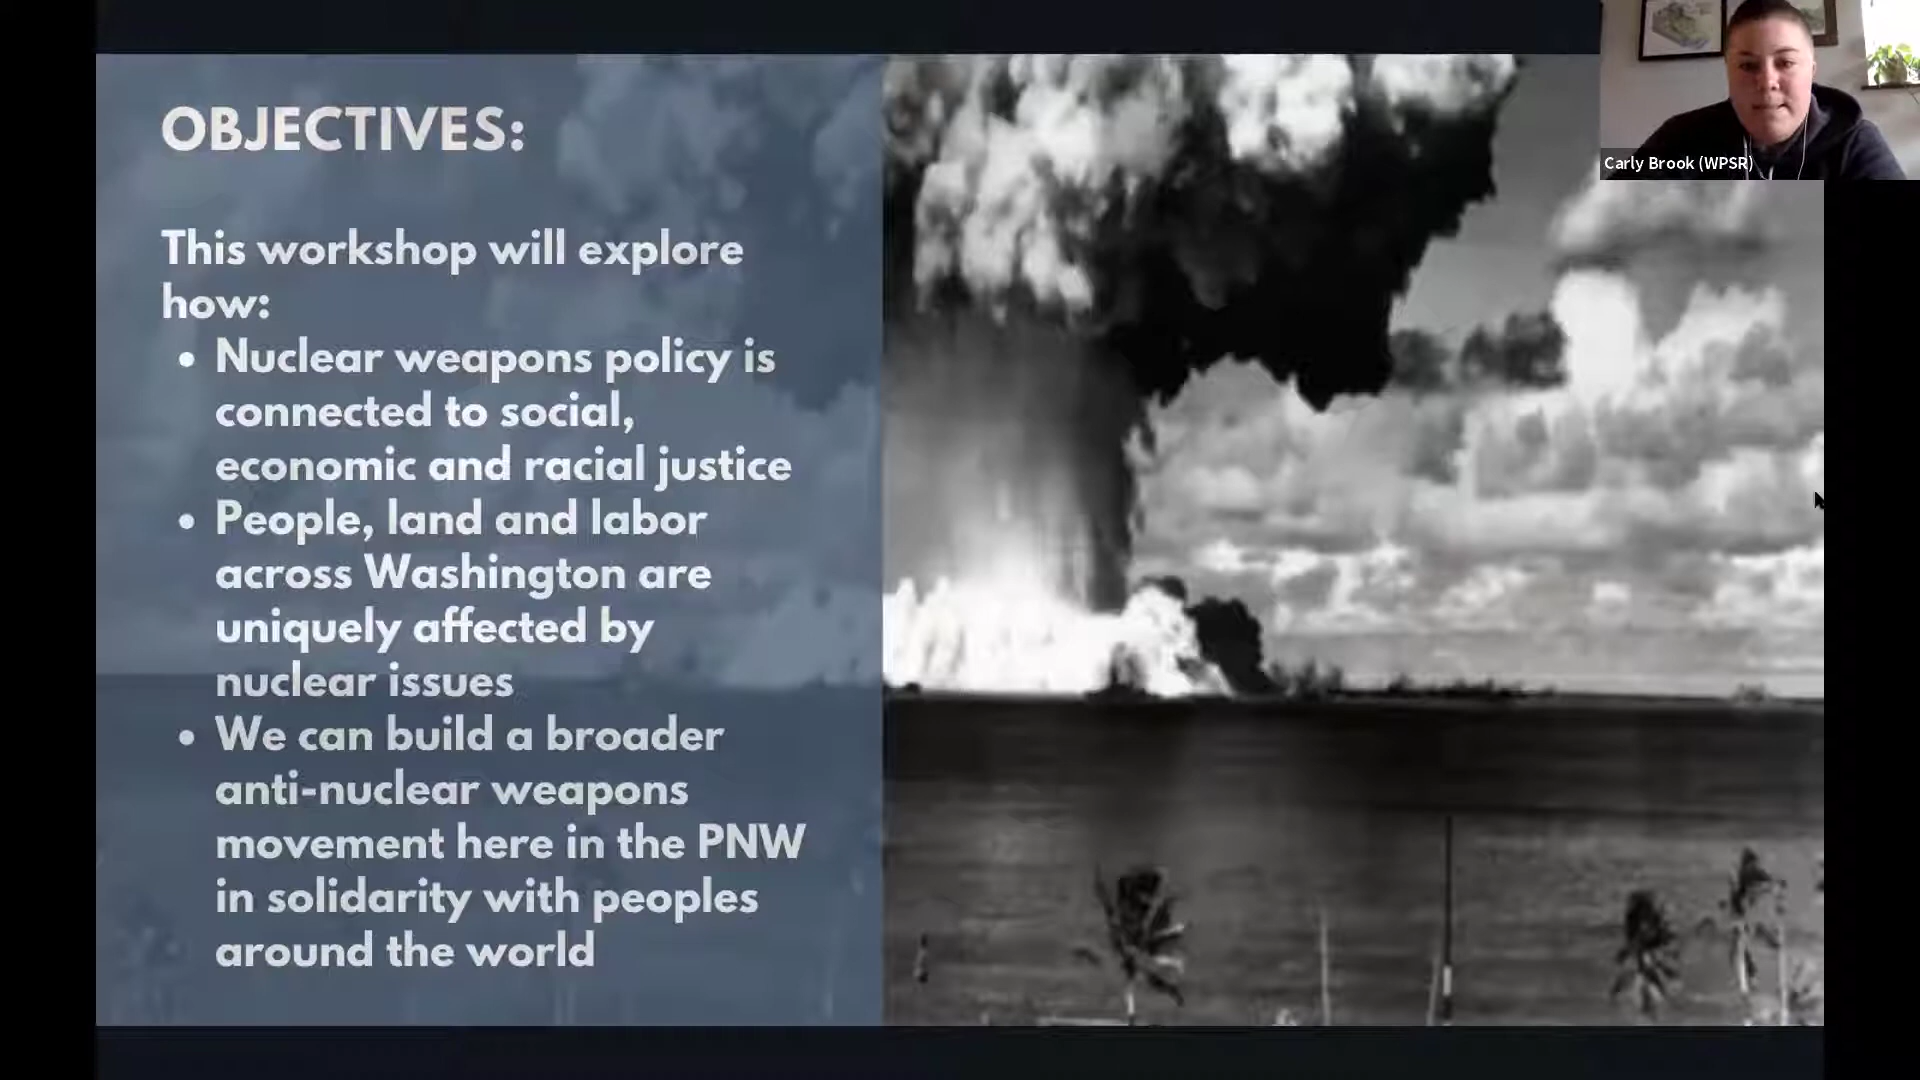 OBJECTIVES:
This workshop will explore
how:
• Nuclear weapons policy is
connected to social,
economic and racial justice
• People, land and labor
across Washington are
uniquely affected by
nuclear issues
• We can build a broader
anti-nuclear weapons
movement here in the PNW
in solidarity with peoples
around the world
Carly Brook (WPSR)